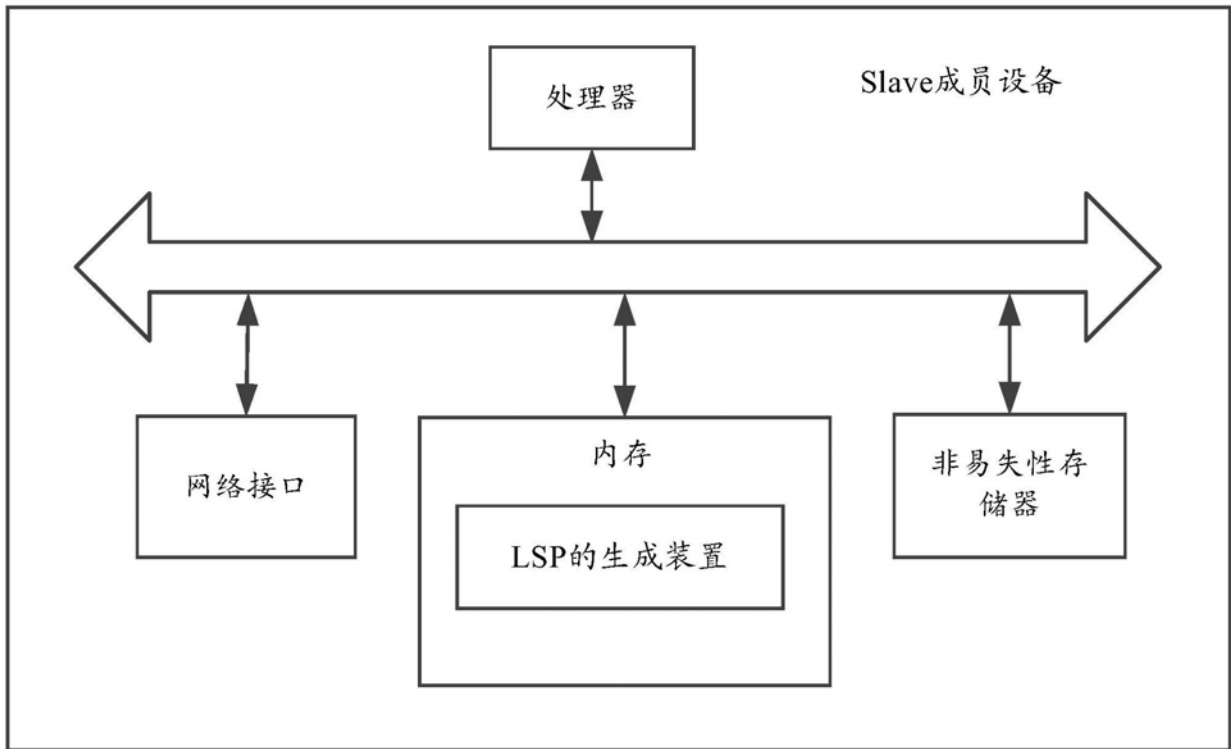 处理器
Slave成员设备
网络接口
内存
LSP的生成装置
非易失性存
储器